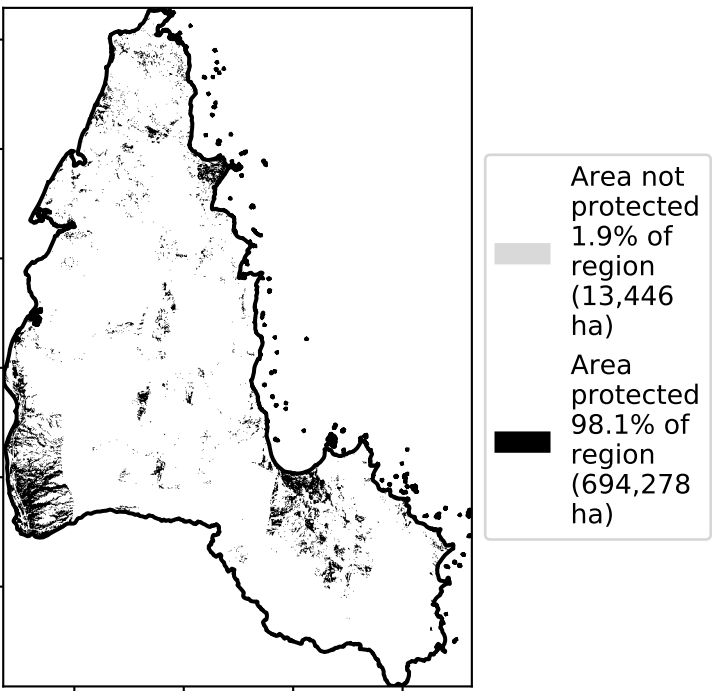 Area not
protected
1.9% of
region
(13,446
ha)
Area
protected
98.1% of
region
(694,278
ha)